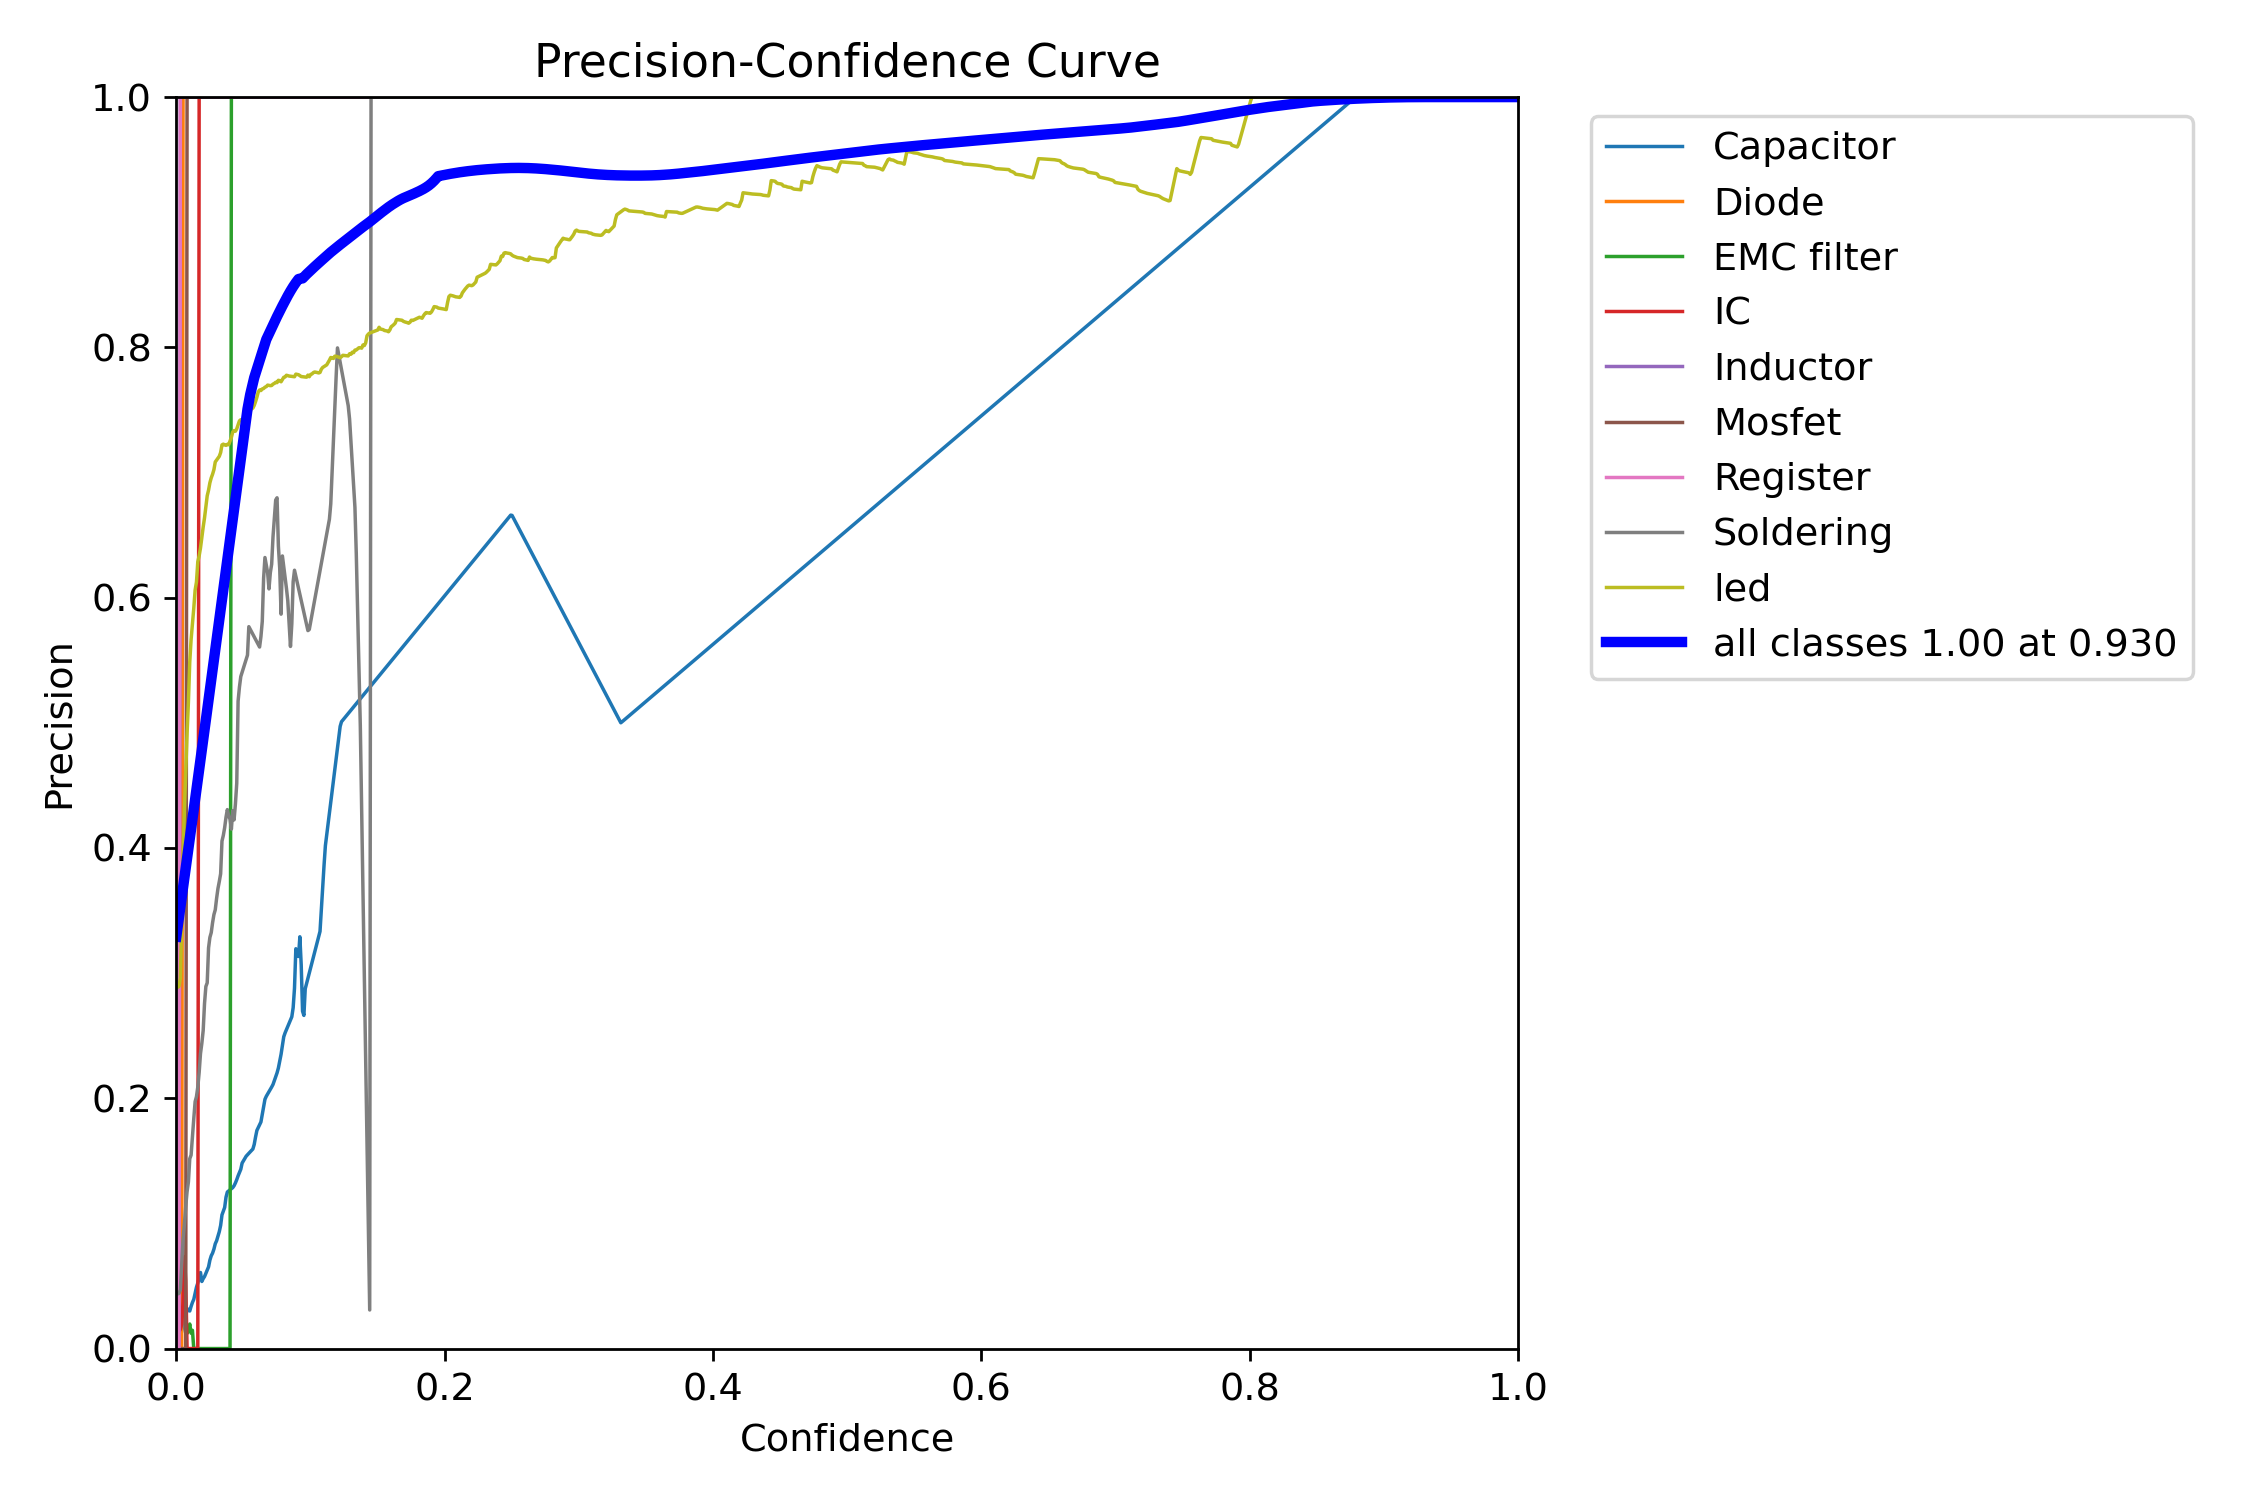 Precision-Confidence Curve
1.0
0.8
0.6
0.4
0.2
0.0
Precision
0.0 0.2 0.4 0.6 0.8 1.0
Confidence
Capacitor
Diode
EMC filter
IC
Inductor
Mosfet
Register
Soldering
led
all classes 1.00 at 0.930